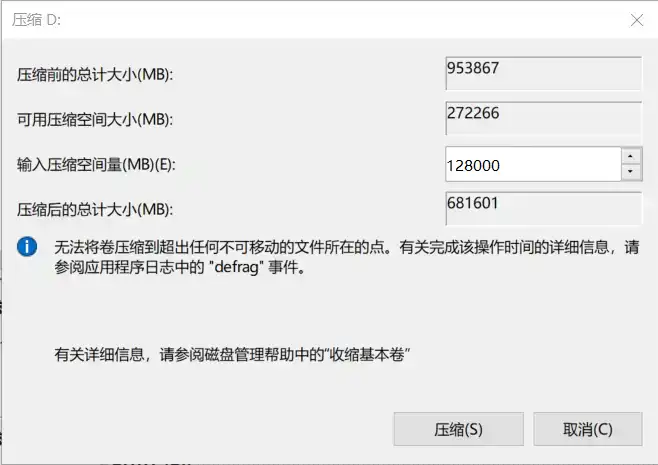 压缩 D:
压缩前的总计大小(MB):
953867
可用压缩空间大小(MB):
272266
输入压缩空间量(MB)(E):
128000
压缩后的总计大小(MB):
681601
无法将卷压缩到超出任何不可移动的文件所在的点。有关完成该操作时间的详细信息，请
参阅应用程序日志中的 "defrag" 事件。
有关详细信息，请参阅磁盘管理帮助中的"收缩基本卷"
压缩(S)
取消(C)